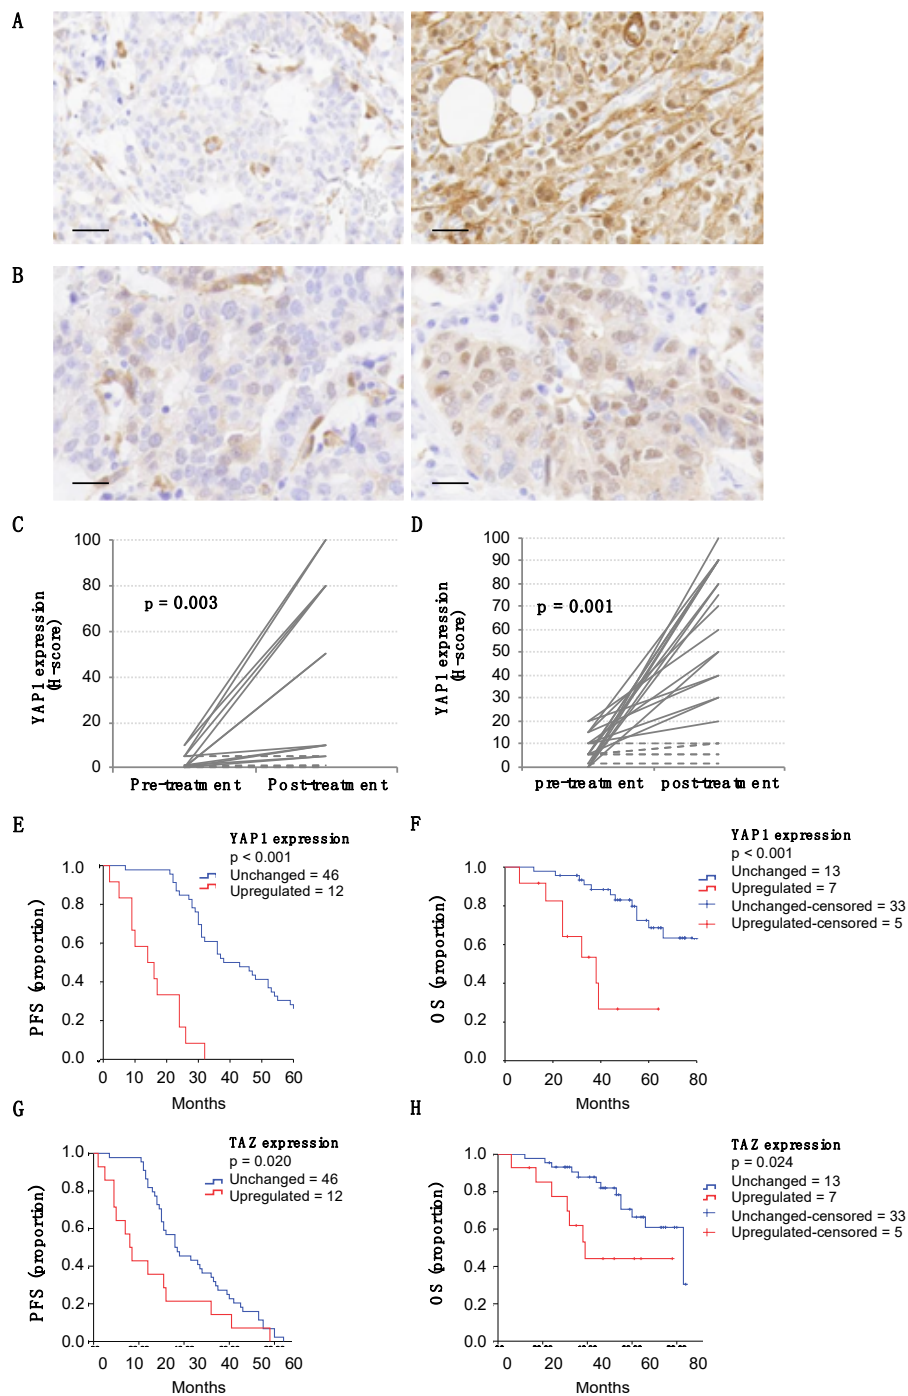 A
B
C
D
YAP1 expression
(H-score)
100
80
60
40
20
0
p = 0.003
Pre-treatment
Post-treatment
YAP1 expression
(H-score)
100
90
80
70
60
50
40
30
20
10
0
p = 0.001
pre-treatment
post-treatment
E
YAP1 expression
p < 0.001
Unchanged = 46
Upregulated = 12
PFS (proportion)
1.0
0.8
0.6
0.4
0.2
0.0
0 10 20 30 40 50 60
Months
F
YAP1 expression
p < 0.001
Unchanged = 13
Upregulated = 7
Unchanged-censored = 33
Upregulated-censored = 5
OS (proportion)
1.0
0.8
0.6
0.4
0.2
0.0
0 20 40 60 80
Months
G
TAZ expression
p = 0.020
Unchanged = 46
Upregulated = 12
PFS (proportion)
1.0
0.8
0.6
0.4
0.2
0.0
0 10 20 30 40 50 60
Months
H
TAZ expression
p = 0.024
Unchanged = 13
Upregulated = 7
Unchanged-censored = 33
Upregulated-censored = 5
OS (proportion)
1.0
0.8
0.6
0.4
0.2
0.0
0 20 40 60 80
Months